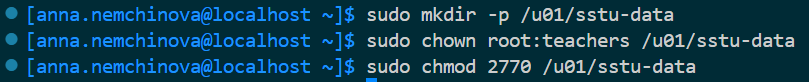 [anna.nemchinova@localhost ~]$ sudo mkdir -p /u01/sstu-data
[anna.nemchinova@localhost ~]$ sudo chown root:teachers /u01/sstu-data
[anna.nemchinova@localhost ~]$ sudo chmod 2770 /u01/sstu-data